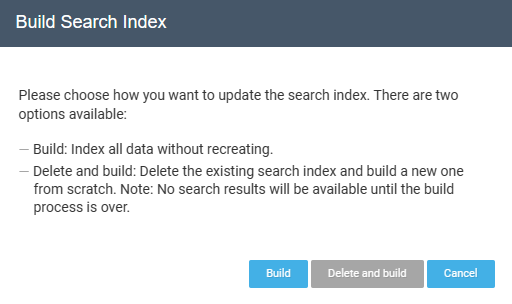 Build Search Index
Please choose how you want to update the search index. There are two
options available:
— Build: Index all data without recreating.
— Delete and build: Delete the existing search index and build a new one
from scratch. Note: No search results will be available until the build
process is over.
Build Delete and build Cancel